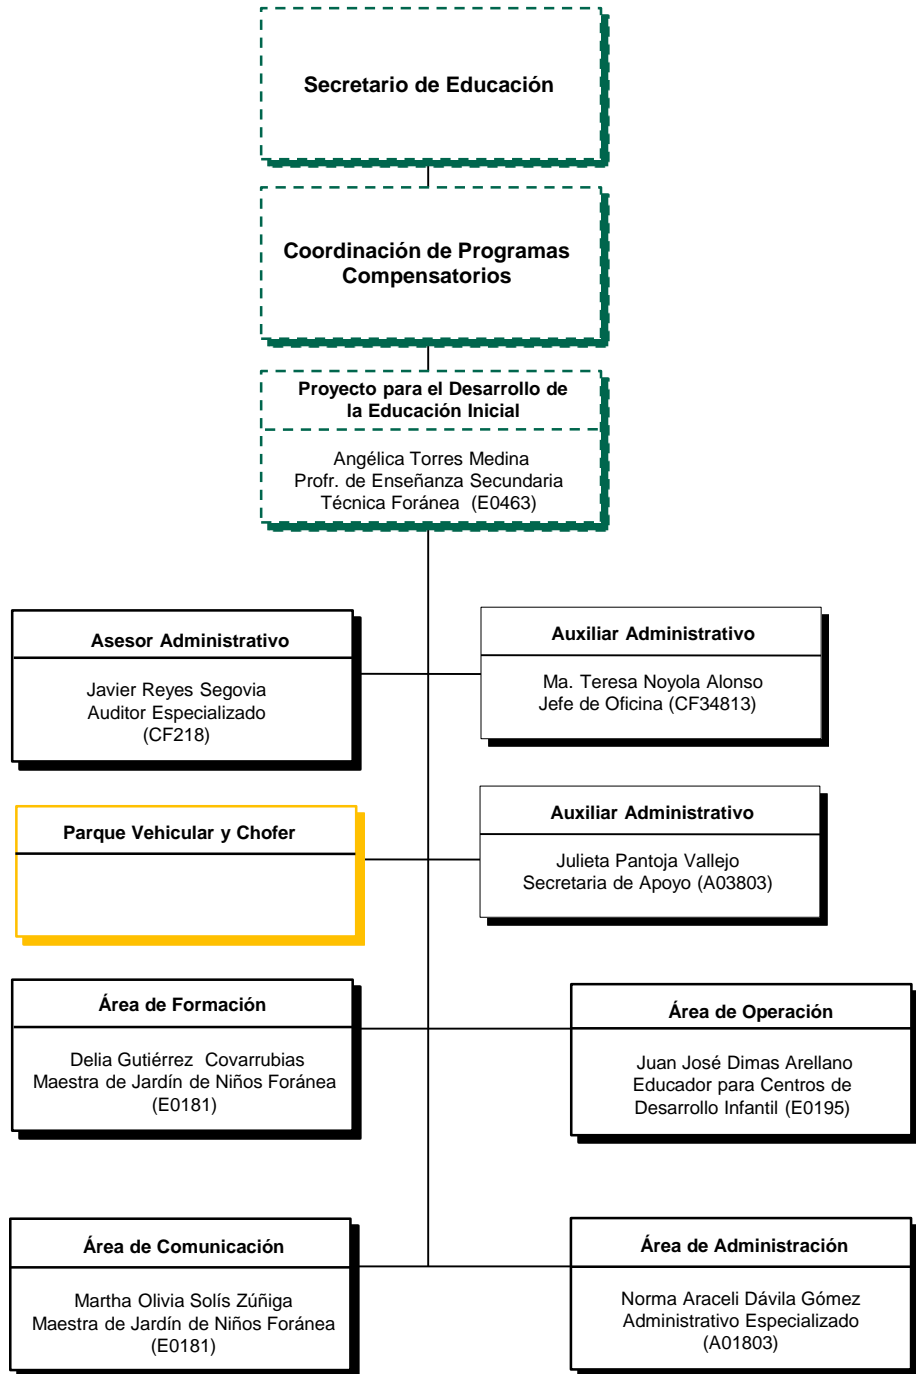 Secretario de Educación
Coordinación de Programas
Compensatorios
Proyecto para el Desarrollo de
la Educación Inicial
Angélica Torres Medina
Profr. de Enseñanza Secundaria
Técnica Foránea (E0463)
Asesor Administrativo
Javier Reyes Segovia
Auditor Especializado
(CF218)
Auxiliar Administrativo
Ma. Teresa Noyola Alonso
Jefe de Oficina (CF34813)
Parque Vehicular y Chofer
Auxiliar Administrativo
Julieta Pantoja Vallejo
Secretaria de Apoyo (A03803)
Área de Formación
Delia Gutiérrez Covarrubias
Maestra de Jardín de Niños Foránea
(E0181)
Área de Operación
Juan José Dimas Arellano
Educador para Centros de
Desarrollo Infantil (E0195)
Área de Comunicación
Martha Olivia Solís Zúñiga
Maestra de Jardín de Niños Foránea
(E0181)
Área de Administración
Norma Araceli Dávila Gómez
Administrativo Especializado
(A01803)